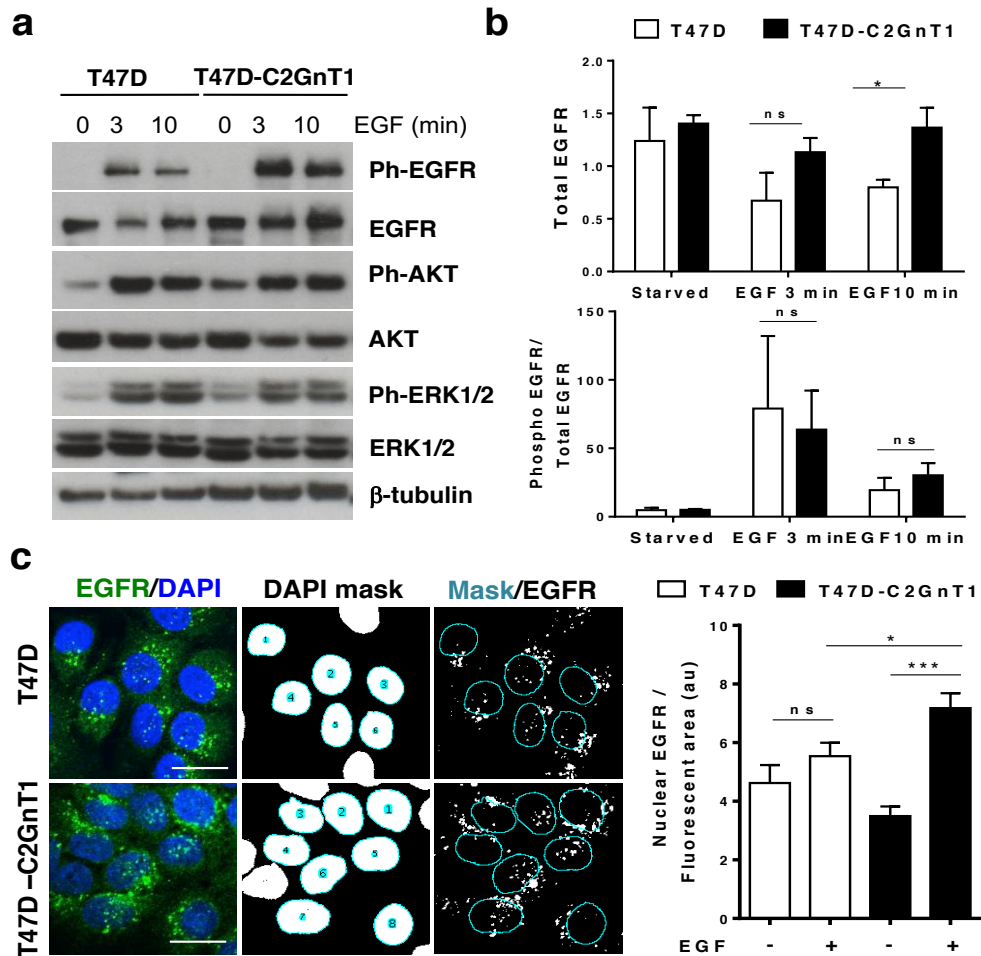 a
T47D T47D-C2GnT1
0 3 10 0 3 10 EGF (min)
Ph-EGFR
EGFR
Ph-AKT
AKT
Ph-ERK1/2
ERK1/2
β-tubulin
b
T47D T47D-C2GnT1
Total EGFR
2.0
1.5
1.0
0.5
0.0
ns
*
Starved EGF 3 min EGF10 min
Phospho EGFR/
Total EGFR
150
100
50
0
ns
ns
Starved EGF 3 min EGF10 min
c
EGFR/DAPI DAPI mask Mask/EGFR
T47D
1
2
3
4
5
6
T47D –C2GnT1
1
2
3
4
5
6
7
8
T47D T47D-C2GnT1
Nuclear EGFR /
Fluorescent area (au)
10
8
6
4
2
0
*
***
ns
EGF - + - +